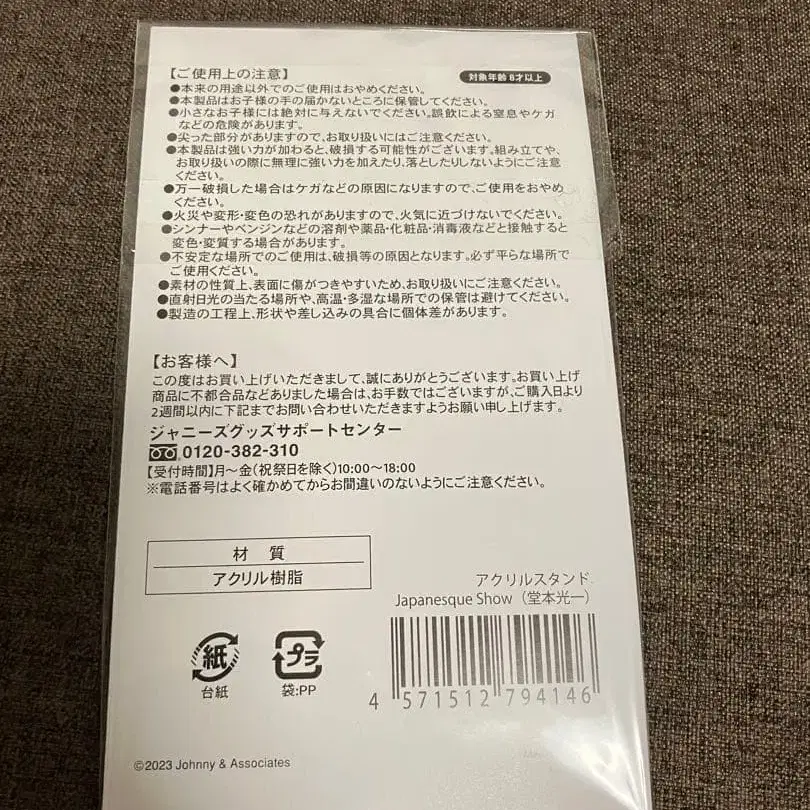 【ご使用上の注意】
対象年齢 8才以上
●本来の用途以外でのご使用はおやめください。
●本製品はお子様の手の届かないところに保管してください。
●小さなお子様には絶対に与えないでください。誤飲による窒息やケガ
などの危険があります。
●尖った部分がありますので、お取り扱いにはご注意ください。
●本製品は強い力が加わると、破損する可能性がございます。組み立てや、
お取り扱いの際に無理に強い力を加えたり、落としたりしないようにご注意
ください。
●万一破損した場合はケガなどの原因になりますので、ご使用をおやめ
ください。
●火災や変形・変色の恐れがありますので、火気に近づけないでください。
●シンナーやベンジンなどの溶剤や薬品・化粧品・消毒液などと接触すると
変色・変質する場合があります。
●不安定な場所でのご使用は、破損等の原因となります。必ず平らな場所で
ご使用ください。
●素材の性質上、表面に傷がつきやすいため、お取り扱いにご注意ください。
●直射日光の当たる場所や、高温・多湿な場所での保管は避けてください。
●製造の工程上、形状や差し込みの具合に個体差があります。
【お客様へ】
この度はお買い上げいただきまして、誠にありがとうございます。お買い上げ
商品に不都合品などありました場合は、お手数ではございますが、ご購入日より
2週間以内に下記までお問い合わせいただきますようお願い申し上げます。
ジャニーズグッズサポートセンター
0120-382-310
【受付時間】月〜金(祝祭日を除く)10:00〜18:00
※電話番号はよく確かめてからお間違いのないようにご注意ください。
材 質
アクリル樹脂
アクリルスタンド
Japanesque Show（堂本光一）
紙
台紙
プラ
袋:PP
4 571512 794146
©2023 Johnny & Associates